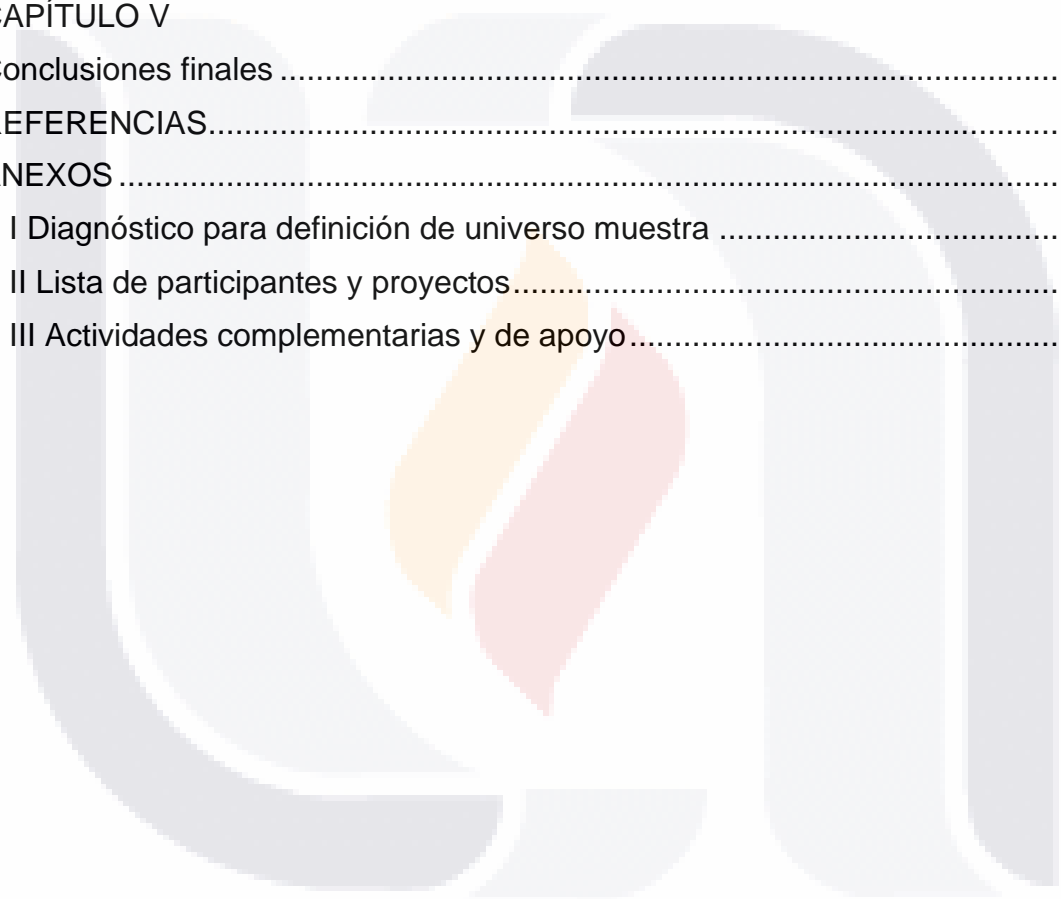 CAPÍTULO V
Conclusiones finales ................................................................................
REFERENCIAS................................................................................
ANEXOS ................................................................................
I Diagnóstico para definición de universo muestra ........................................
II Lista de participantes y proyectos............................................................
III Actividades complementarias y de apoyo................................................